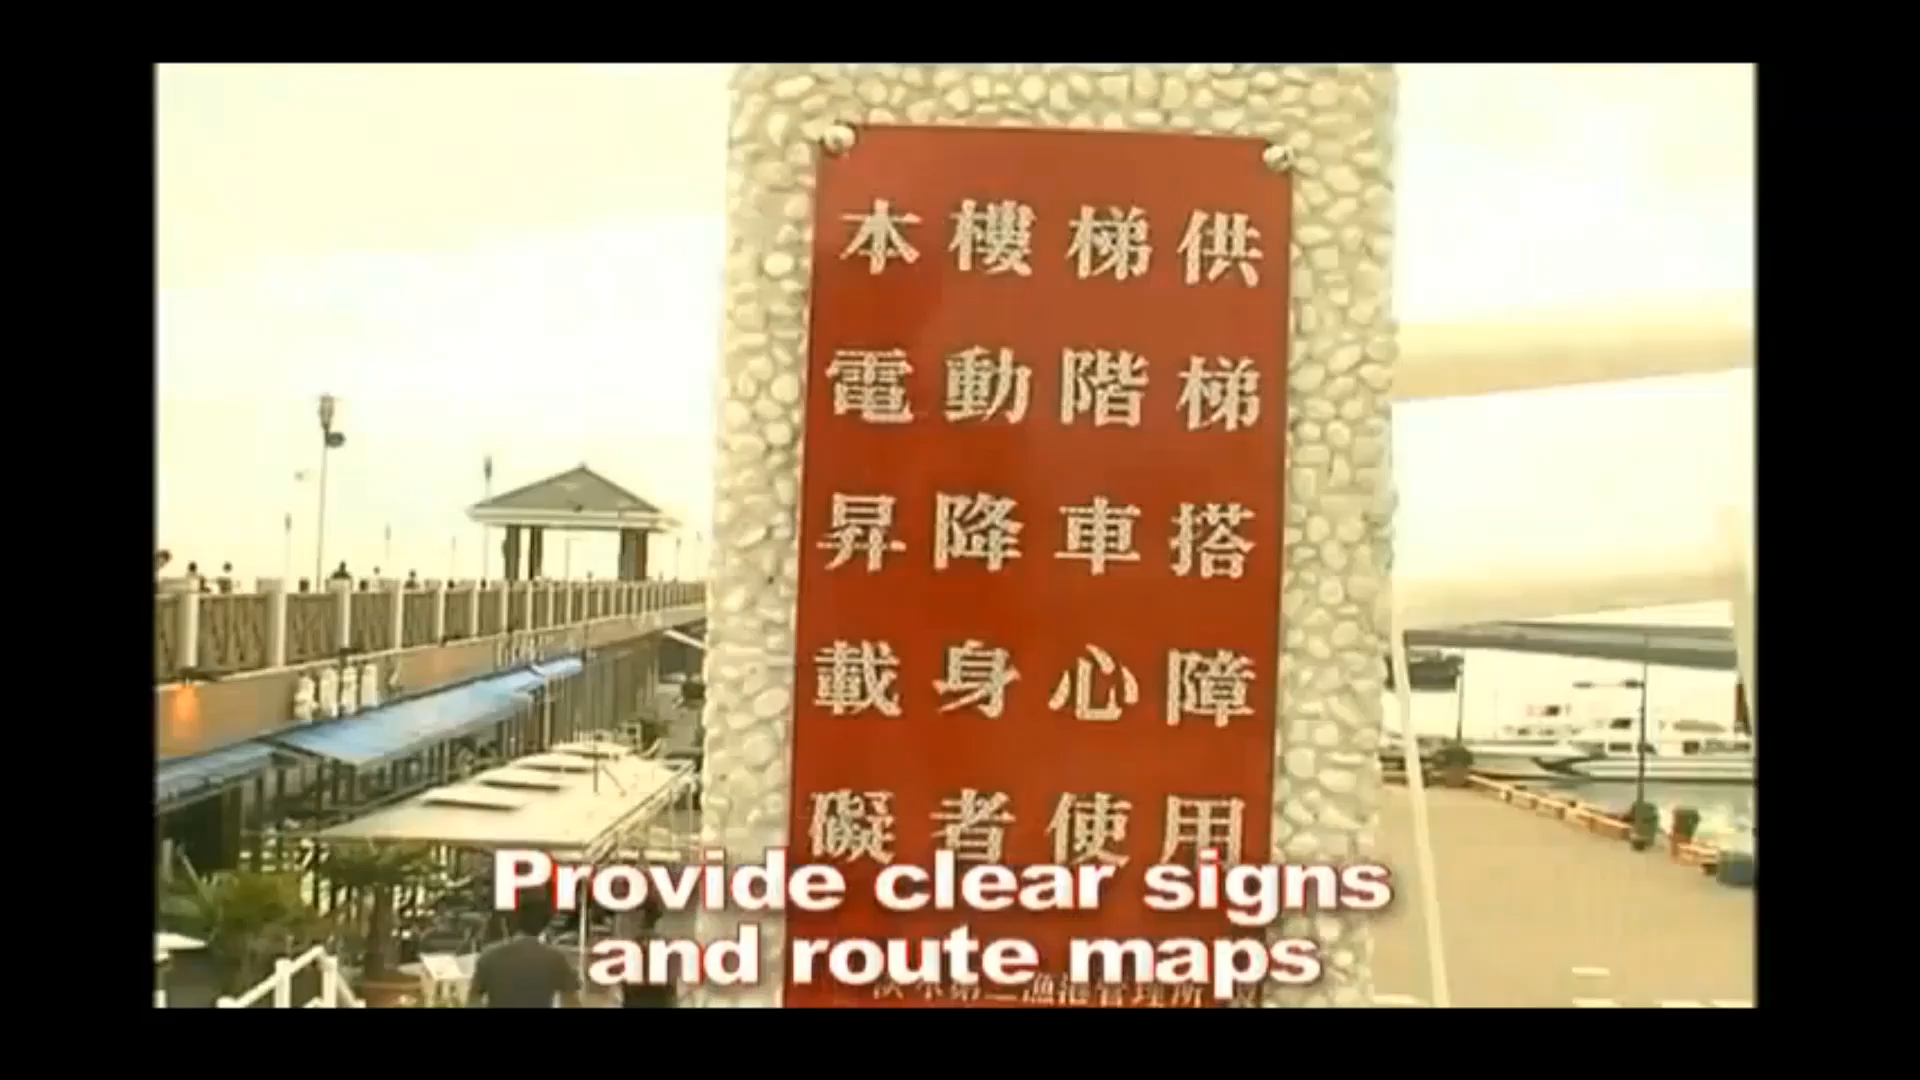 本樓梯供
電動階梯
昇降車搭
載身心障
礙者使用
Provide clear signs
and route maps